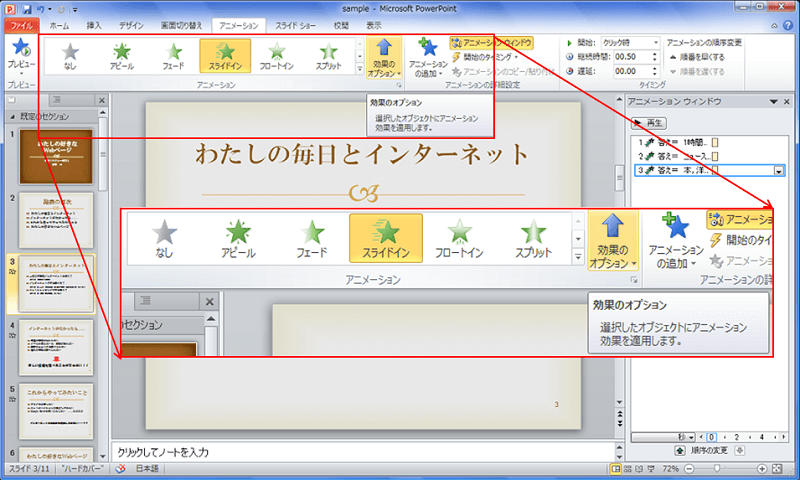 sample - Microsoft PowerPoint
ファイル ホーム 挿入 デザイン 画面切り替え アニメーション スライド ショー 校閲 表示
プレビュー
なし アピール フェード スライドイン フロートイン スプリット
効果のオプション
アニメーションの追加
アニメーション ウィンドウ
開始のタイミング
アニメーションのコピー/貼り付け
開始: クリック時
継続時間: 00.50
遅延: 00.00
アニメーションの順序変更
順番を早くする
順番を遅くする
プレビュー アニメーション アニメーションの詳細設定 タイミング
効果のオプション
選択したオブジェクトにアニメーション
効果を適用します。
既定のセクション
1
わたしの好きな
Webページ
2
3
わたしの毎日とインターネット
4
インターネットがなかったら……
5
これからもやってみたいこと
6
わたしの好きなWebページ
わたしの毎日とインターネット
3
アニメーション ウィンドウ
再生
1 答え= 1時間..
2 答え= ニュース..
3 答え= 本,洋..
なし アピール フェード スライドイン フロートイン スプリット
効果の
オプション
アニメーション
の追加
アニメーショ
開始のタイ
アニメーショ
アニメーション アニメーションの詳
のセクション
効果のオプション
選択したオブジェクトにアニメーション
効果を適用します。
秒 0 2 4
順序の変更
クリックしてノートを入力
スライド 3/11 "ハードカバー" 日本語 72%